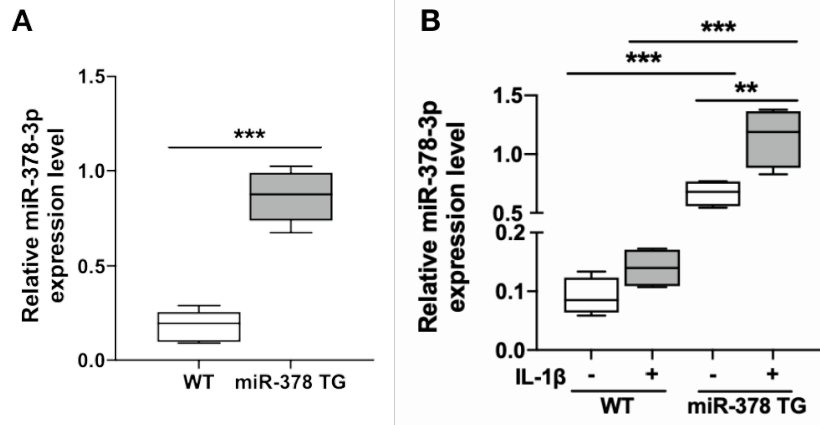 A
Relative miR-378-3p
expression level
1.5
1.0
0.5
0.0
***
WT miR-378 TG
B
Relative miR-378-3p
expression level
1.5
1.0
0.5
0.2
0.1
0.0
***
***
**
IL-1β - + - +
WT miR-378 TG